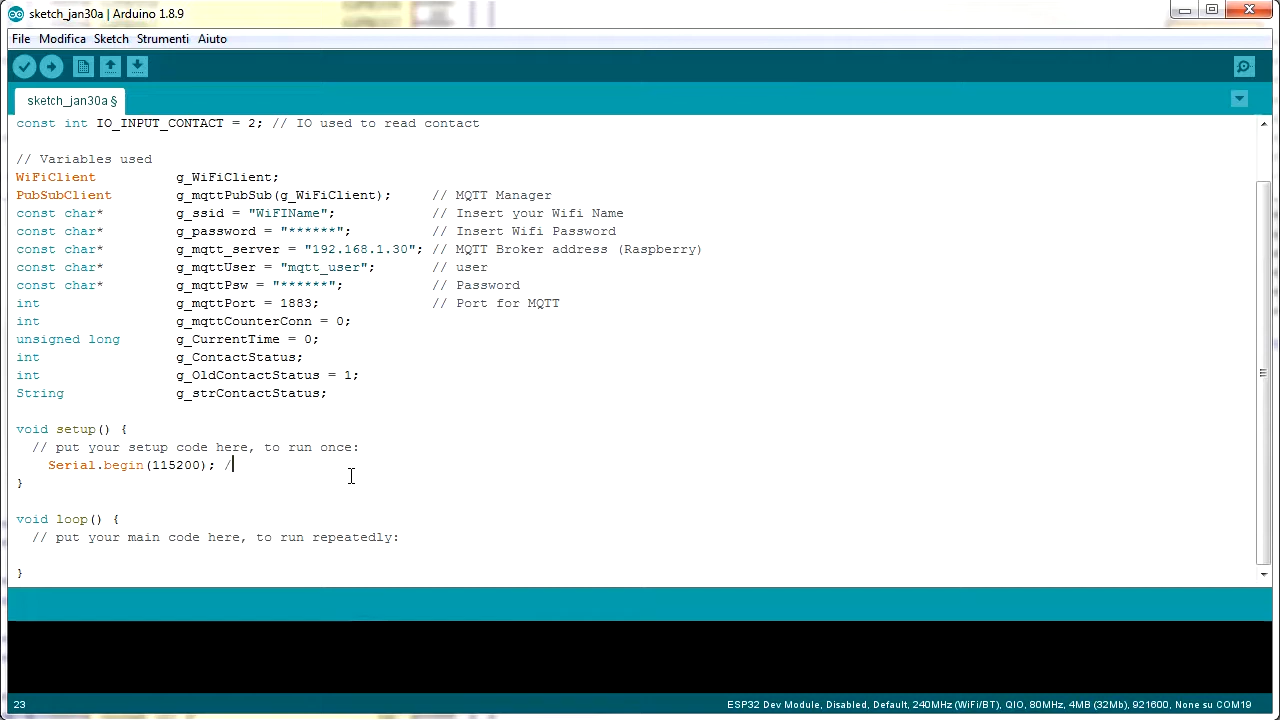 sketch_jan30a | Arduino 1.8.9
File Modifica Sketch Strumenti Aiuto
sketch_jan30a §
const int IO_INPUT_CONTACT = 2; // IO used to read contact
// Variables used
WiFiClient g_WiFiClient;
PubSubClient g_mqttPubSub(g_WiFiClient); // MQTT Manager
const char* g_ssid = "WiFIName"; // Insert your Wifi Name
const char* g_password = "******"; // Insert Wifi Password
const char* g_mqtt_server = "192.168.1.30"; // MQTT Broker address (Raspberry)
const char* g_mqttUser = "mqtt_user"; // user
const char* g_mqttPsw = "******"; // Password
int g_mqttPort = 1883; // Port for MQTT
int g_mqttCounterConn = 0;
unsigned long g_CurrentTime = 0;
int g_ContactStatus;
int g_OldContactStatus = 1;
String g_strContactStatus;
void setup() {
// put your setup code here, to run once:
Serial.begin(115200); /
}
void loop() {
// put your main code here, to run repeatedly:
}
23 ESP32 Dev Module, Disabled, Default, 240MHz (WiFi/BT), QIO, 80MHz, 4MB (32Mb), 921600, None su COM19